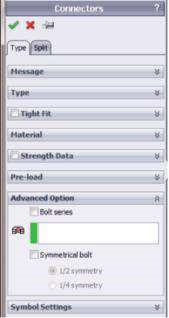 Connectors ?
Type Split
Message
Type
Tight Fit
Material
Strength Data
Pre-load
Advanced Option
Bolt series
Symmetrical bolt
1/2 symmetry
1/4 symmetry
Symbol Settings